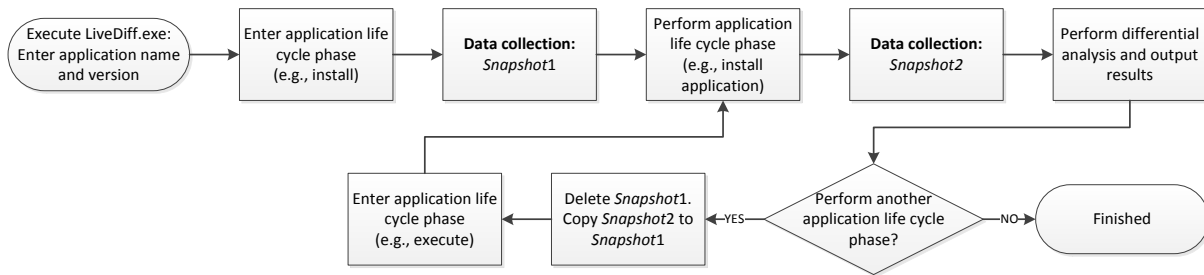 Execute LiveDiff.exe:
Enter application name
and version
Enter application life
cycle phase
(e.g., install)
Data collection:
Snapshot1
Perform application
life cycle phase
(e.g., install
application)
Data collection:
Snapshot2
Perform differential
analysis and output
results
Enter application life
cycle phase
(e.g., execute)
Delete Snapshot1.
Copy Snapshot2 to
Snapshot1
YES
Perform another
application life cycle
phase?
NO
Finished